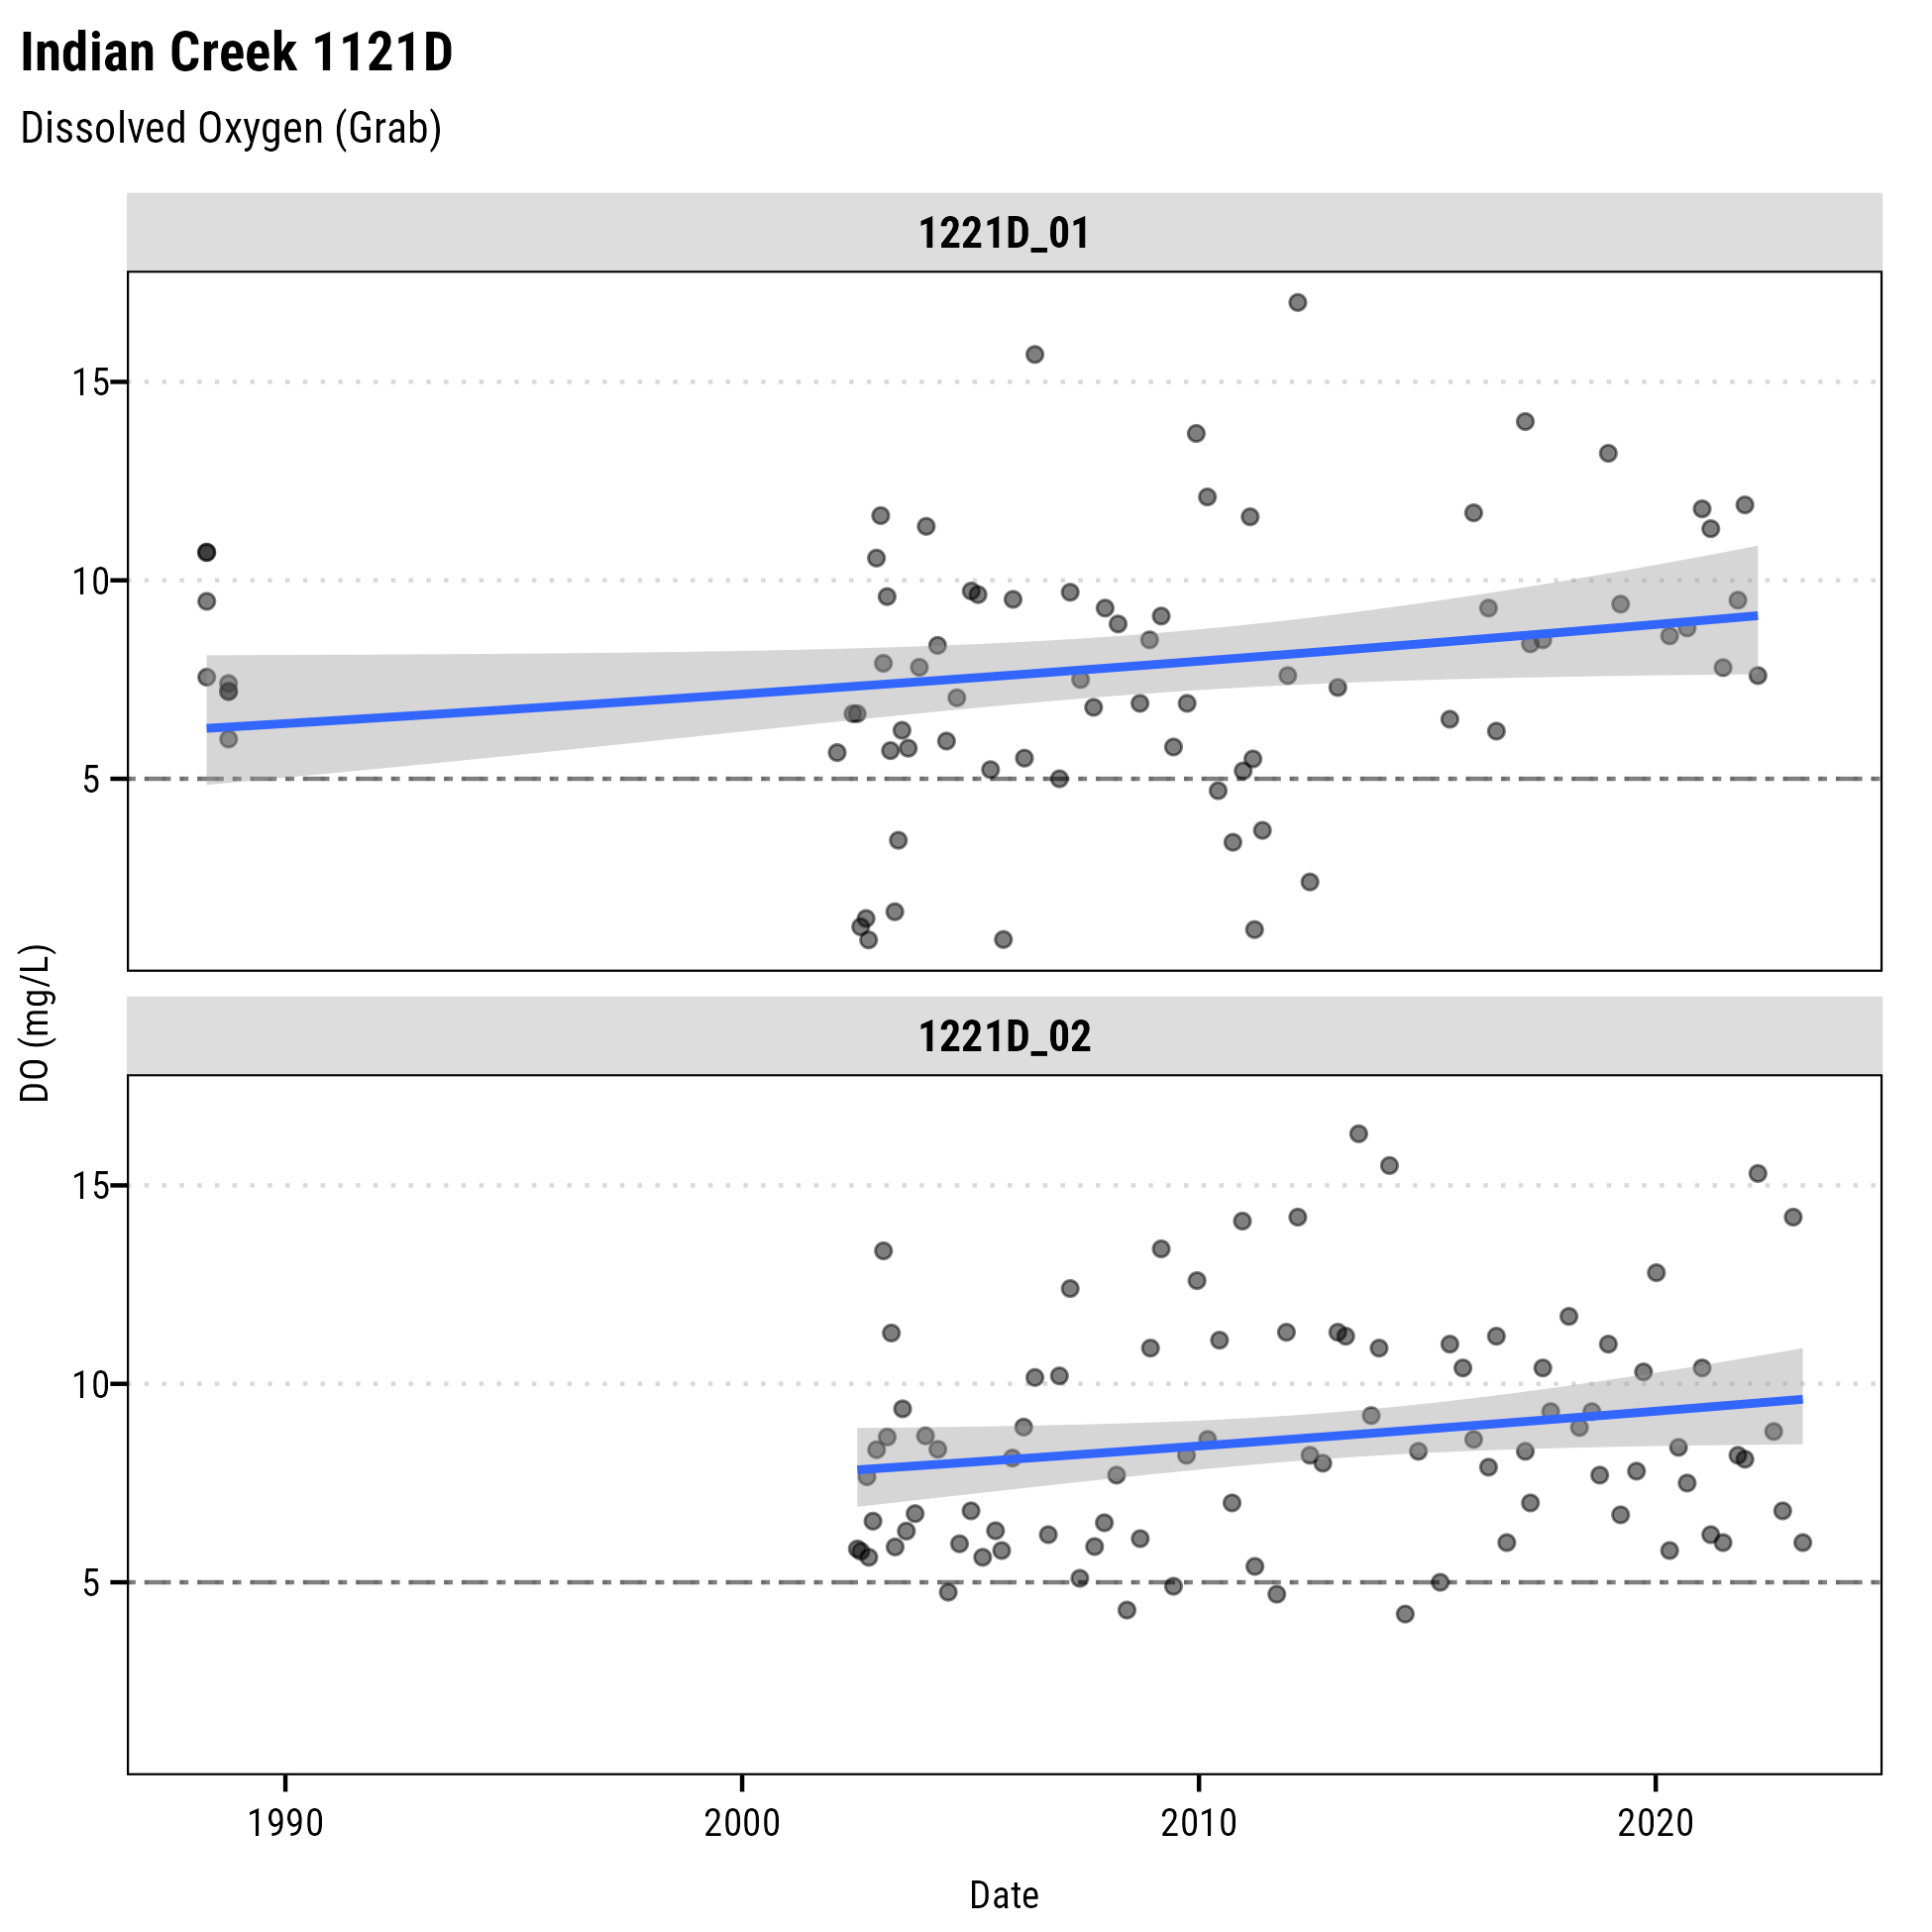 Indian Creek 1121D
Dissolved Oxygen (Grab)
1221D_01
15
10
5
DO (mg/L)
1221D_02
15
10
5
1990 2000 2010 2020
Date